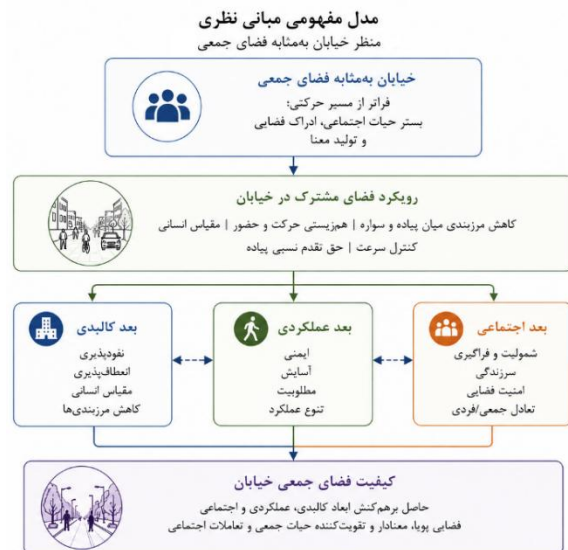 مدل مفهومی مبانی نظری
منظر خیابان به‌مثابه فضای جمعی
خیابان به‌مثابه فضای جمعی
فراتر از مسیر حرکتی؛
بستر حیات اجتماعی، ادراک فضایی
و تولید معنا
رویکرد فضای مشترک در خیابان
کاهش مرزبندی میان پیاده و سواره | هم‌زیستی حرکت و حضور | مقیاس انسانی
کنترل سرعت | حق تقدم نسبی پیاده
بعد اجتماعی
شمولیت و فراگیری
سرزندگی
امنیت فضایی
تعادل جمعی/فردی
بعد عملکردی
ایمنی
آسایش
مطلوبیت
تنوع عملکرد
بعد کالبدی
نفوذپذیری
انعطاف‌پذیری
مقیاس انسانی
کاهش مرزبندی‌ها
کیفیت فضای جمعی خیابان
حاصل برهم‌کنش ابعاد کالبدی، عملکردی و اجتماعی
فضایی پویا، معنادار و تقویت‌کننده حیات جمعی و تعاملات اجتماعی